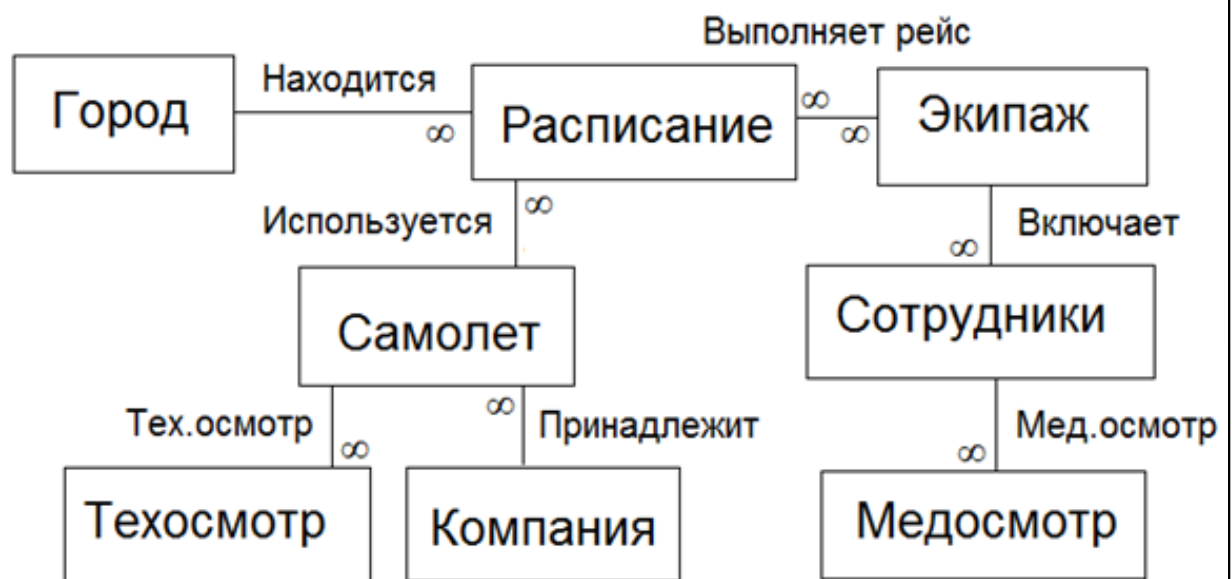 Выполняет рейс
Город
Находится
∞
Расписание
∞
∞
Экипаж
Используется
∞
Включает
∞
Самолет
Сотрудники
Тех.осмотр
∞
∞
Принадлежит
Мед.осмотр
∞
Техосмотр
Компания
Медосмотр